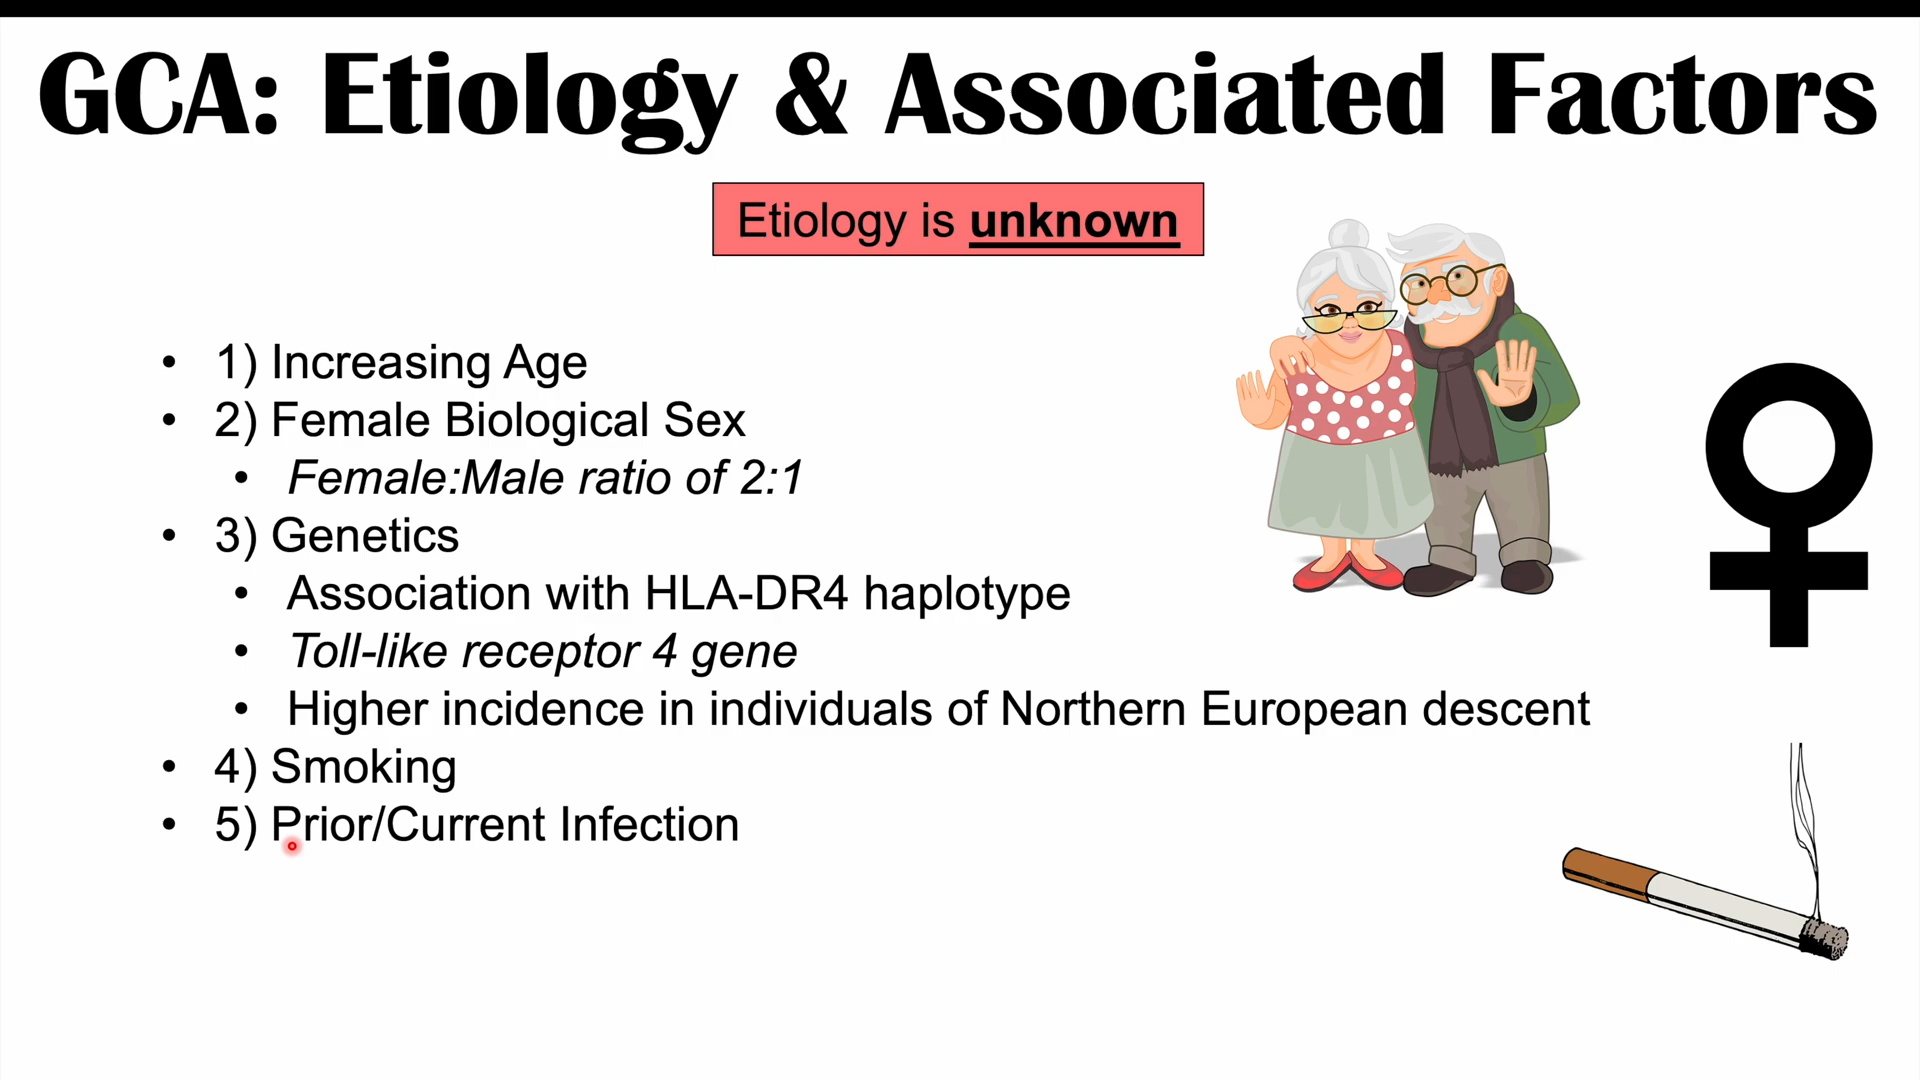 GCA: Etiology & Associated Factors
Etiology is unknown
• 1) Increasing Age
• 2) Female Biological Sex
• Female:Male ratio of 2:1
• 3) Genetics
• Association with HLA-DR4 haplotype
• Toll-like receptor 4 gene
• Higher incidence in individuals of Northern European descent
• 4) Smoking
• 5) Prior/Current Infection